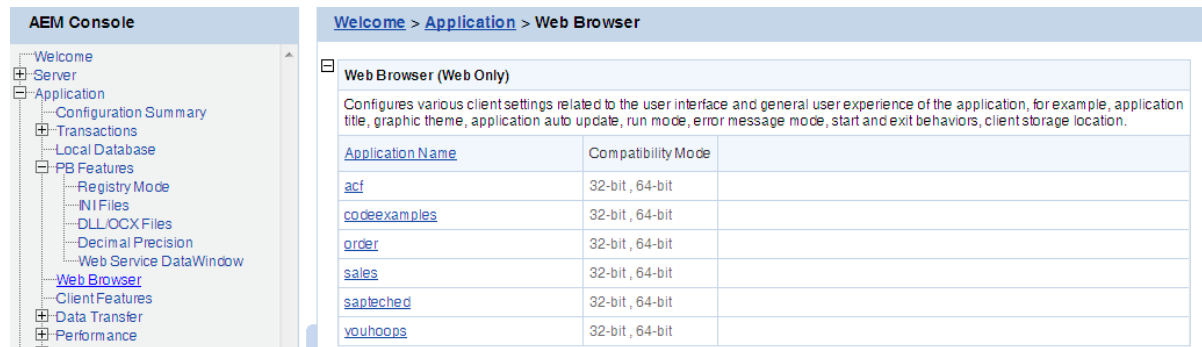 AEM Console
Welcome
Server
Application
Configuration Summary
Transactions
Local Database
PB Features
Registry Mode
INI Files
DLL/OCX Files
Decimal Precision
Web Service DataWindow
Web Browser
Client Features
Data Transfer
Performance
Welcome > Application > Web Browser
Web Browser (Web Only)
Configures various client settings related to the user interface and general user experience of the application, for example, application
title, graphic theme, application auto update, run mode, error message mode, start and exit behaviors, client storage location.
Application Name Compatibility Mode
acf 32-bit , 64-bit
codeexamples 32-bit , 64-bit
order 32-bit , 64-bit
sales 32-bit , 64-bit
sapteched 32-bit , 64-bit
youhoops 32-bit , 64-bit